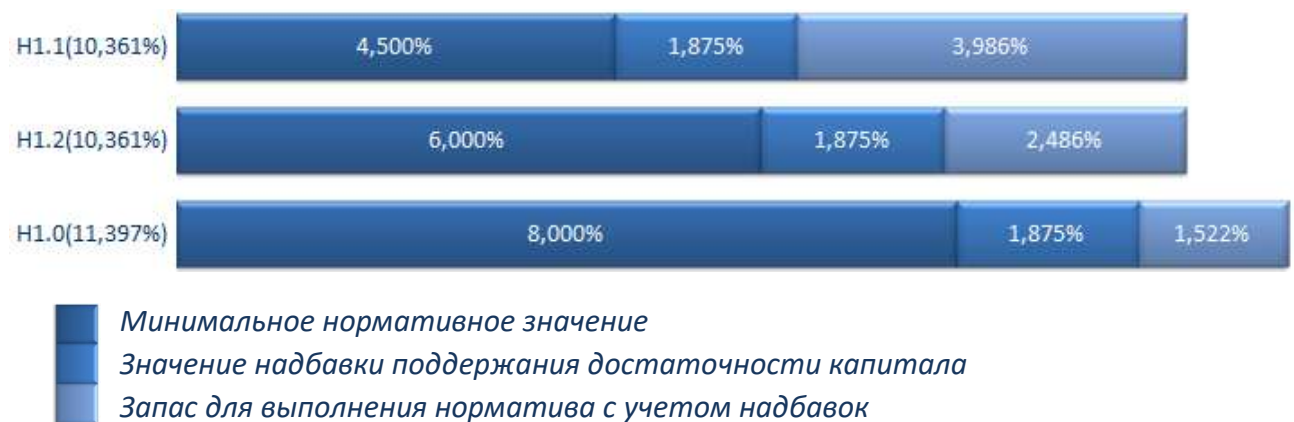 Н1.1(10,361%) 4,500% 1,875% 3,986%
Н1.2(10,361%) 6,000% 1,875% 2,486%
Н1.0(11,397%) 8,000% 1,875% 1,522%
Минимальное нормативное значение
Значение надбавки поддержания достаточности капитала
Запас для выполнения норматива с учетом надбавок